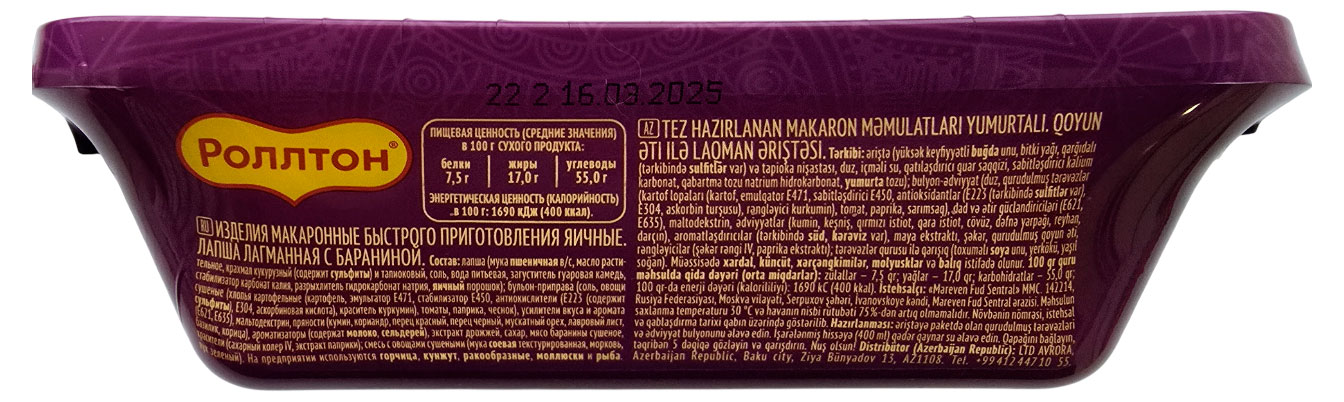 22 2 16.03.2025
РОЛЛТОН®
ПИЩЕВАЯ ЦЕННОСТЬ (СРЕДНИЕ ЗНАЧЕНИЯ)
В 100 Г СУХОГО ПРОДУКТА:
белки жиры углеводы
7,5 г 17,0 г 55,0 г
ЭНЕРГЕТИЧЕСКАЯ ЦЕННОСТЬ (КАЛОРИЙНОСТЬ)
в 100 г: 1690 кДж (400 ккал).
RU ИЗДЕЛИЯ МАКАРОННЫЕ БЫСТРОГО ПРИГОТОВЛЕНИЯ ЯИЧНЫЕ.
ЛАПША ЛАГМАННАЯ С БАРАНИНОЙ. Состав: лапша (мука пшеничная в/с, масло расти-
тельное, крахмал кукурузный (содержит сульфиты) и тапиоковый, соль, вода питьевая, загуститель гуаровая камедь,
стабилизатор карбонат калия, разрыхлитель гидрокарбонат натрия, яичный порошок); бульон-приправа (соль, овощи
сушеные (хлопья картофельные (картофель, эмульгатор E471, стабилизатор E450, антиокислители (E223 (содержит
сульфиты), E304, аскорбиновая кислота), краситель куркумин), томаты, паприка, чеснок), усилители вкуса и аромата
(E621, E635), мальтодекстрин, пряности (кумин, кориандр, перец красный, перец черный, мускатный орех, лавровый лист,
базилик, корица), ароматизаторы (содержат молоко, сельдерей), экстракт дрожжей, сахар, мясо баранины сушеное,
красители (сахарный колер IV, экстракт паприки); смесь с овощами сушеными (мука соевая текстурированная, морковь,
лук зеленый). На предприятии используются горчица, кунжут, ракообразные, моллюски и рыба.
AZ TEZ HAZIRLANAN MAKARON MƏMULATLARI YUMURTALI. QOYUN
ƏTI ILƏ LAQMAN ƏRIŞTƏSI. Tərkibi: əriştə (yüksək keyfiyyətli buğda unu, bitki yağı, qarğıdalı
(tərkibində sulfitlər var) və tapioka nişastası, duz, içməli su, qatılaşdırıcı quar saqqizi, sabitləşdirici kalium
karbonat, qabartma tozu natrium hidrokarbonat, yumurta tozu); bulyon-ədviyyat (duz, qurudulmuş tərəvəzlər
(kartof lopaları (kartof, emulqator E471, sabitləşdirici E450, antioksidantlar (E223 (tərkibində sulfitlər var),
E304, askorbin turşusu), rəngləyici kurkumin), tomat, paprika, sarımsaq), dad və ətir gücləndiriciləri (E621,
E635), maltodekstrin, ədviyyatlar (kumin, keşniş, qırmızı istiot, qara istiot, cövüz, dəfnə yarpağı, reyhan,
darçın), aromatlaşdırıcılar (tərkibində süd, kərəviz var), maya ekstraktı, şəkər, qurudulmuş qoyun əti,
rəngləyicilər (şəkər rəngi IV, paprika ekstraktı); tərəvəzlər qurusu ilə qarışıq (toxumalı soya unu, yerkökü, yaşıl
soğan). Müəssisədə xardal, küncüt, xərçəngkimilər, molyusklar və balıq istifadə olunur. 100 qr quru
məhsulda qida dəyəri (orta miqdarlar): zülallar – 7,5 qr; yağlar – 17,0 qr; karbohidratlar – 55,0 qr;
100 qr-da enerji dəyəri (kalorililiyi): 1690 kC (400 kkal). İstehsalçı: «Mareven Fud Sentral» MMC. 142214,
Rusiya Federasiyası, Moskva vilayəti, Serpuxov şəhəri, İvanovskoye kəndi, Mareven Fud Sentral ərazisi. Məhsulun
saxlanma temperaturu 30 °C və havanın nisbi rütubəti 75%-dən artıq olmamalıdır. Növbənin nömrəsi, istehsal
və qablaşdırma tarixi qabın üzərində göstərilib. Hazırlanması: əriştəyə paketdə olan qurudulmuş tərəvəzləri
və ədviyyat bulyonunu əlavə edin. İşarələnmiş hissəyə (400 ml) qədər qaynar su əlavə edin. Qapağını bağlayın,
təqribən 5 dəqiqə gözləyin və qarışdırın. Nuş olsun! Distribütor (Azerbaijan Republic): LTD AVRORA,
Azerbaijan Republic, Baku city, Ziya Bünyadov 13, AZ1108. Tel. +99412447 10 55.